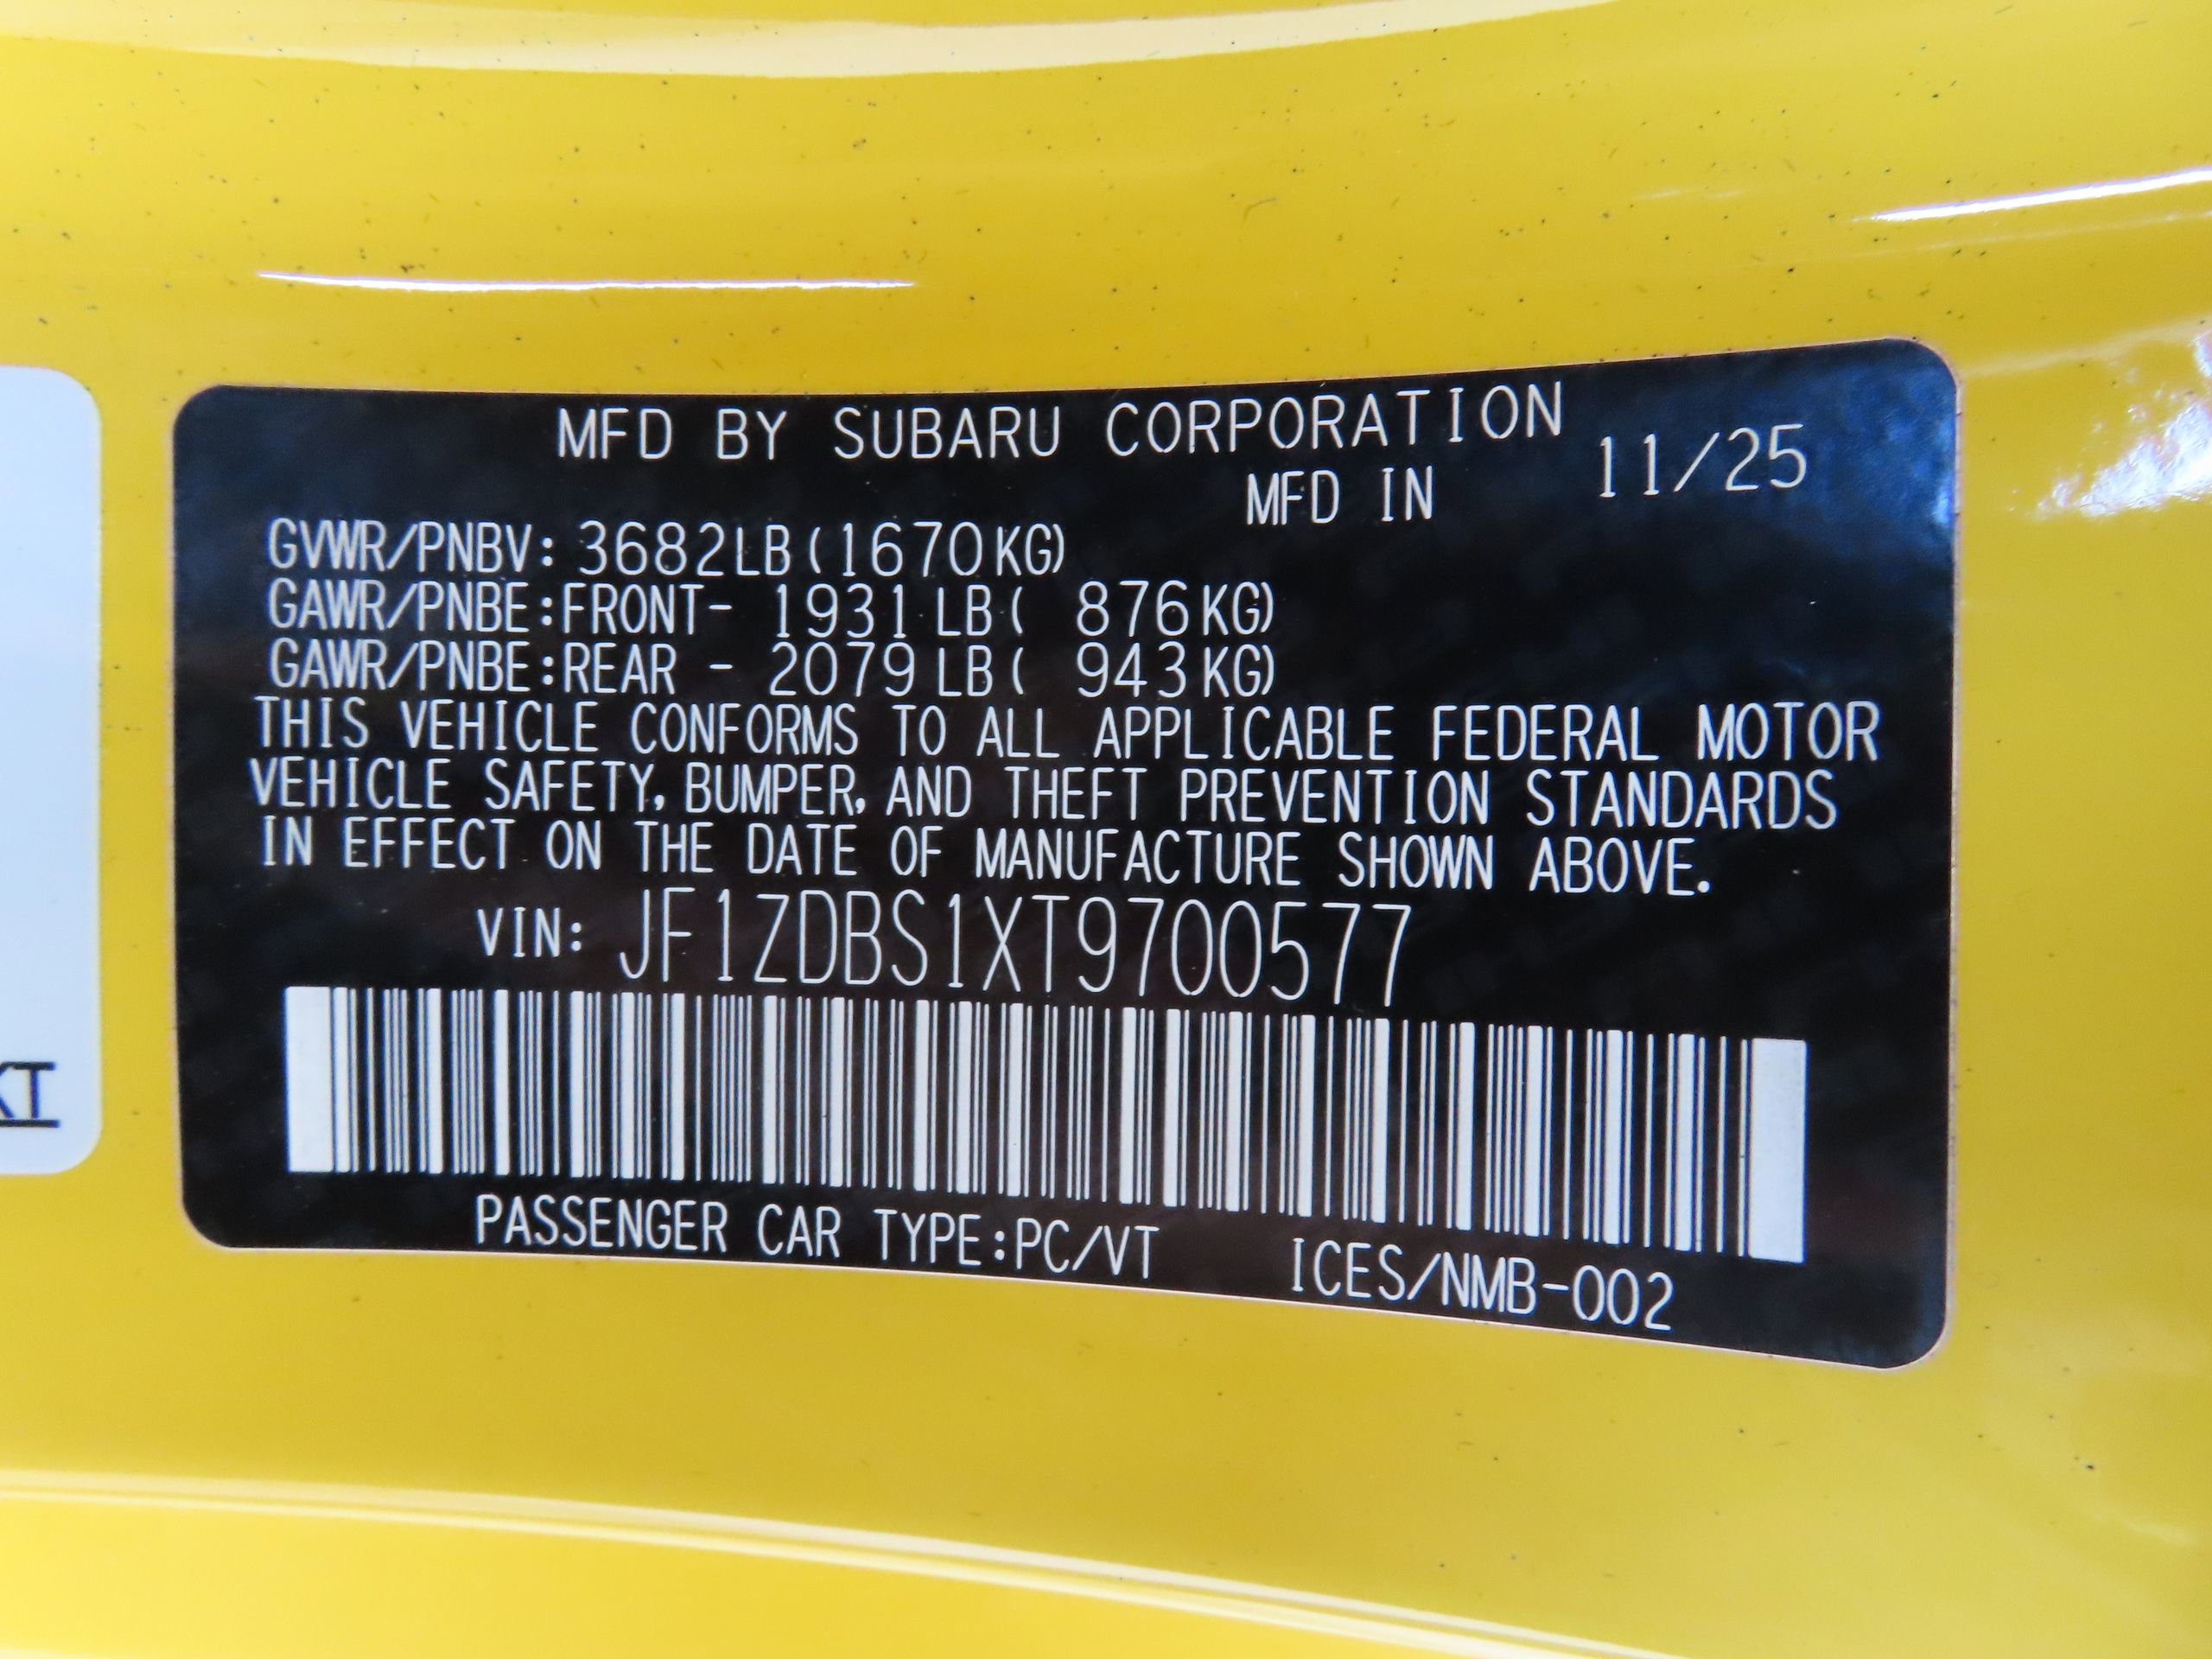 MFD BY SUBARU CORPORATION
MFD IN 11/25
GVWR/PNBV: 3682LB(1670KG)
GAWR/PNBE:FRONT- 1931 LB( 876KG)
GAWR/PNBE:REAR - 2079 LB( 943KG)
THIS VEHICLE CONFORMS TO ALL APPLICABLE FEDERAL MOTOR
VEHICLE SAFETY, BUMPER, AND THEFT PREVENTION STANDARDS
IN EFFECT ON THE DATE OF MANUFACTURE SHOWN ABOVE.
VIN: JF1ZDBS1XT9700577
PASSENGER CAR TYPE:PC/VT ICES/NMB-002